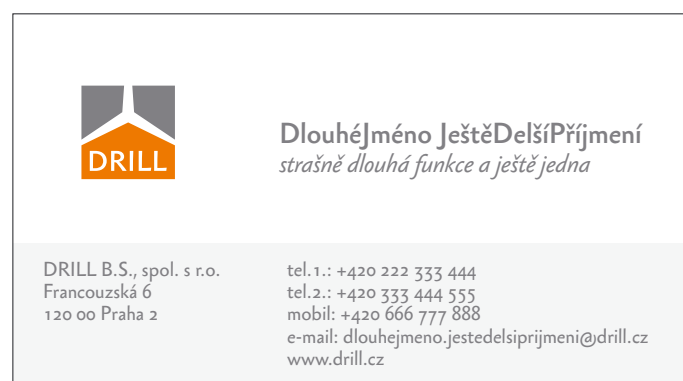 DRILL
DlouhéJméno JeštěDelšíPříjmení
strašně dlouhá funkce a ještě jedna
DRILL B.S., spol. s r.o.
Francouzská 6
120 00 Praha 2
tel.1.: +420 222 333 444
tel.2.: +420 333 444 555
mobil: +420 666 777 888
e-mail: dlouhejmeno.jestedelsiprijmeni@drill.cz
www.drill.cz